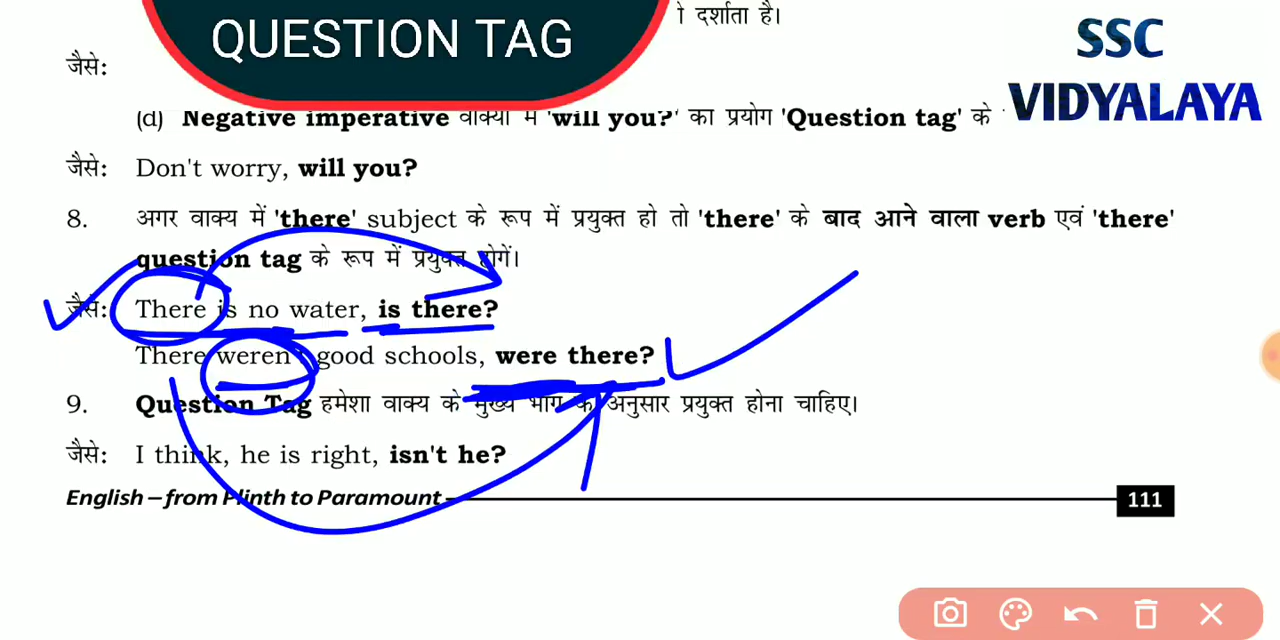 QUESTION TAG
ो दर्शाता है।
SSC
VIDYALAYA
जैसे:
(d) Negative imperative वाक्यों में 'will you?' का प्रयोग 'Question tag' के
जैसे: Don't worry, will you?
8. अगर वाक्य में 'there' subject के रूप में प्रयुक्त हो तो 'there' के बाद आने वाला verb एवं 'there'
question tag के रूप में प्रयुक्त होगें।
जैसे: There is no water, is there?
There weren't good schools, were there?
9. Question Tag हमेशा वाक्य के मुख्य भाग के अनुसार प्रयुक्त होना चाहिए।
जैसे: I think, he is right, isn't he?
English – from Plinth to Paramount
111